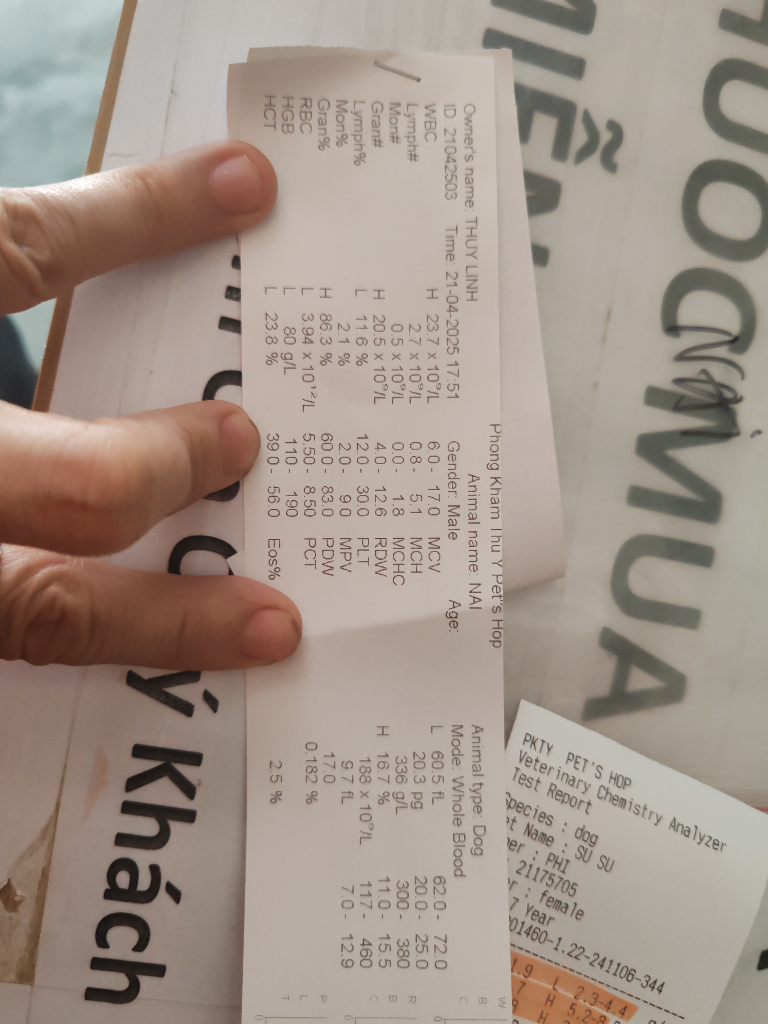 Phong Kham Thu Y Pet's Hop
Owner's name: THUY LINH Animal name: NAI Animal type: Dog
ID 21042503 Time: 21-04-2025 17:51 Gender: Male Age: Mode: Whole Blood
WBC H 23.7 x 10⁹/L 6.0 - 17.0 MCV L 60.5 fL 62.0 - 72.0
Lymph# 2.7 x 10⁹/L 0.8 - 5.1 MCH 20.3 pg 20.0 - 25.0
Mon# 0.5 x 10⁹/L 0.0 - 1.8 MCHC 336 g/L 300 - 380
Gran# H 20.5 x 10⁹/L 4.0 - 12.6 RDW H 16.7 % 11.0 - 15.5
Lymph% L 11.6 % 12.0 - 30.0 PLT 188 x 10⁹/L 117 - 460
Mon% 2.1 % 2.0 - 9.0 MPV 9.7 fL 7.0 - 12.9
Gran% H 86.3 % 60.0 - 83.0 PDW 17.0
RBC L 3.94 x 10¹²/L 5.50 - 8.50 PCT 0.182 %
HGB L 80 g/L 110 - 190
HCT L 23.8 % 39.0 - 56.0 Eos% 2.5 %
PKTY PET'S HOP
Veterinary Chemistry Analyzer
Test Report
Species : dog
Name : SU SU
: PHI
21175705
: female
7 Year
01460-1.22-241106-344
L 2.3-4.4
H
H
MUA
Khách